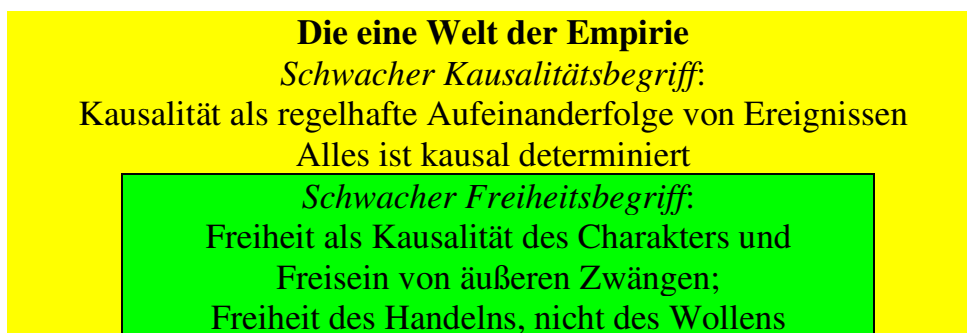 Die eine Welt der Empirie
Schwacher Kausalitätsbegriff:
Kausalität als regelhafte Aufeinanderfolge von Ereignissen
Alles ist kausal determiniert
Schwacher Freiheitsbegriff:
Freiheit als Kausalität des Charakters und
Freisein von äußeren Zwängen;
Freiheit des Handelns, nicht des Wollens